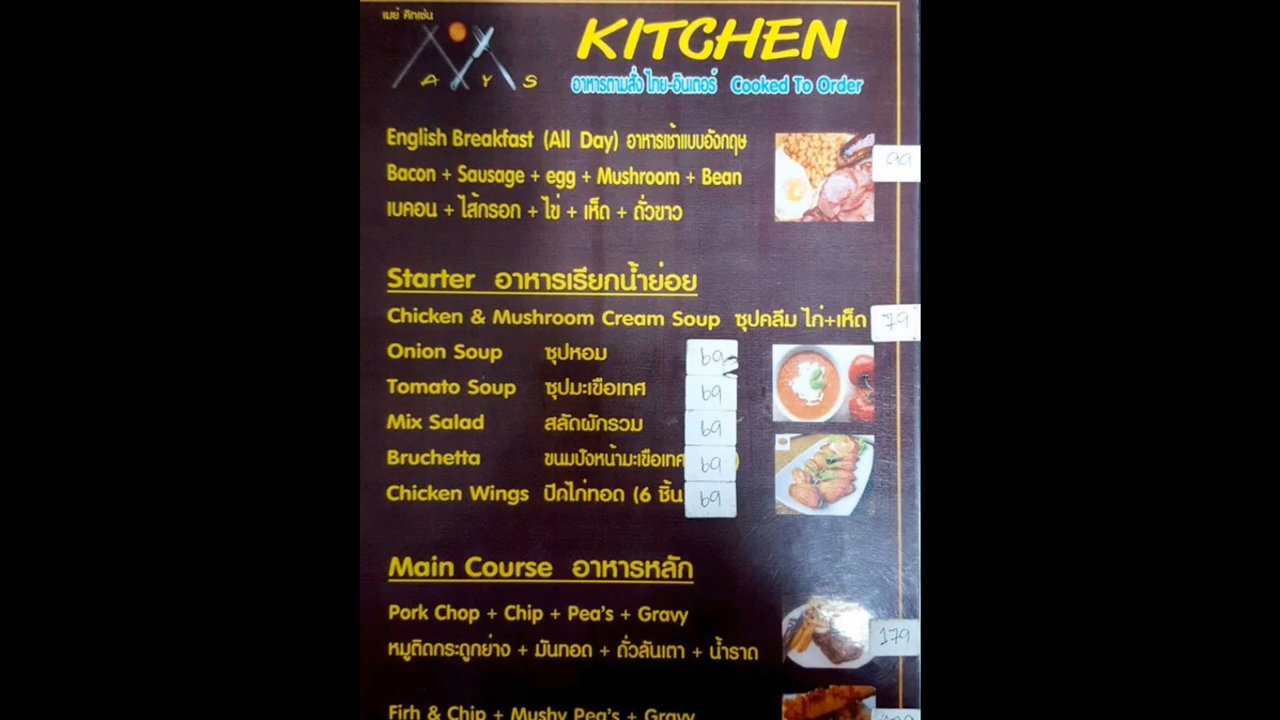 เมย์ คิทเช่น
AYS
KITCHEN
อาหารตามสั่ง ไทย-อินเตอร์ Cooked To Order
English Breakfast (All Day) อาหารเช้าแบบอังกฤษ
99
Bacon + Sausage + egg + Mushroom + Bean
เบคอน + ไส้กรอก + ไข่ + เห็ด + ถั่วขาว
Starter อาหารเรียกน้ำย่อย
Chicken & Mushroom Cream Soup ซุปครีม ไก่+เห็ด 79
Onion Soup ซุปหอม 69
Tomato Soup ซุปมะเขือเทศ 69
Mix Salad สลัดผักรวม 69
Bruchetta ขนมปังหน้ามะเขือเทศ 69
Chicken Wings ปีกไก่ทอด (6 ชิ้น 69
Main Course อาหารหลัก
Pork Chop + Chip + Pea's + Gravy
179
หมูติดกระดูกย่าง + มันทอด + ถั่วลันเตา + น้ำราด
Firh & Chip + Mushy Pea's + Gravy